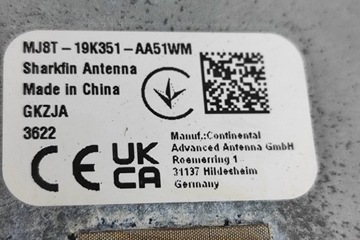 MJ8T-19K351-AA51WM
Sharkfin Antenna
Made in China
GKZJA
3622
CE UK
CA
Manuf.:Continental
Advanced Antenna GmbH
Roemerring 1
31137 Hildesheim
Germany